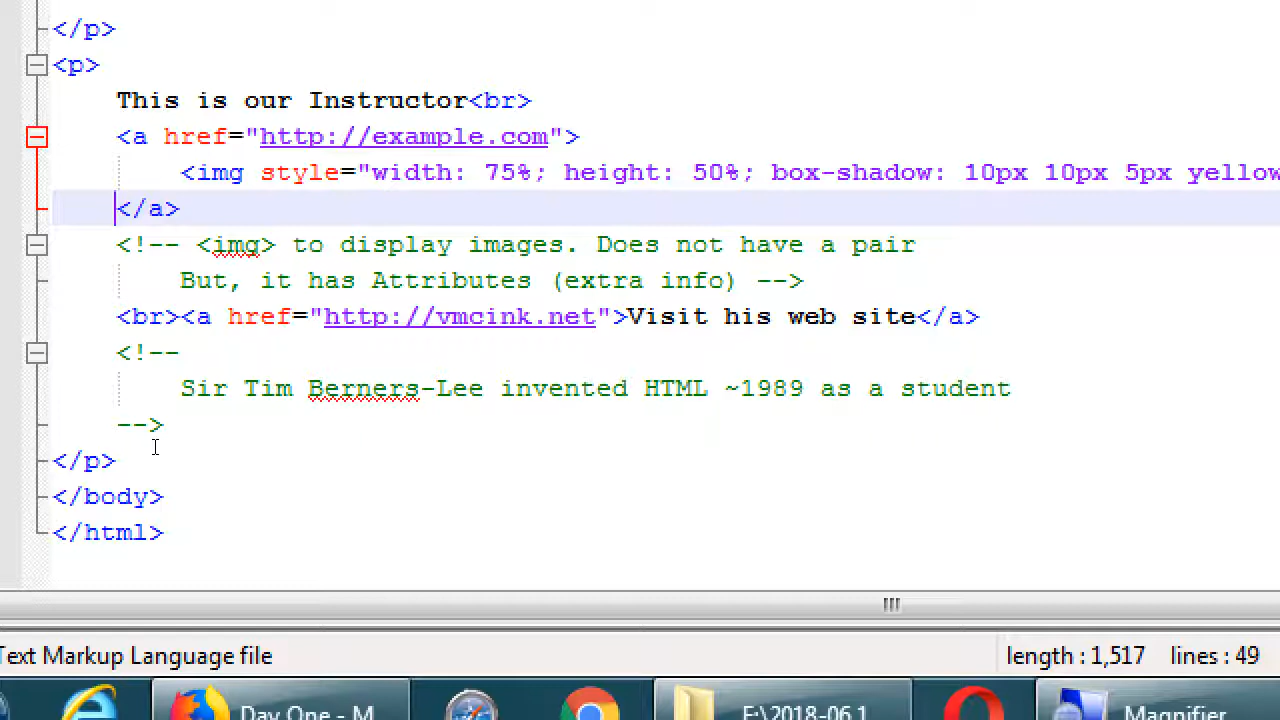 </p>
<p>
This is our Instructor<br>
<a href="http://example.com">
<img style="width: 75%; height: 50%; box-shadow: 10px 10px 5px yellow
</a>
<!-- <img> to display images. Does not have a pair
But, it has Attributes (extra info) -->
<br><a href="http://vmcink.net">Visit his web site</a>
<!--
Sir Tim Berners-Lee invented HTML ~1989 as a student
-->
</p>
</body>
</html>
Text Markup Language file length : 1,517 lines : 49
Day One - M F:\2018-06 1 Magnifier